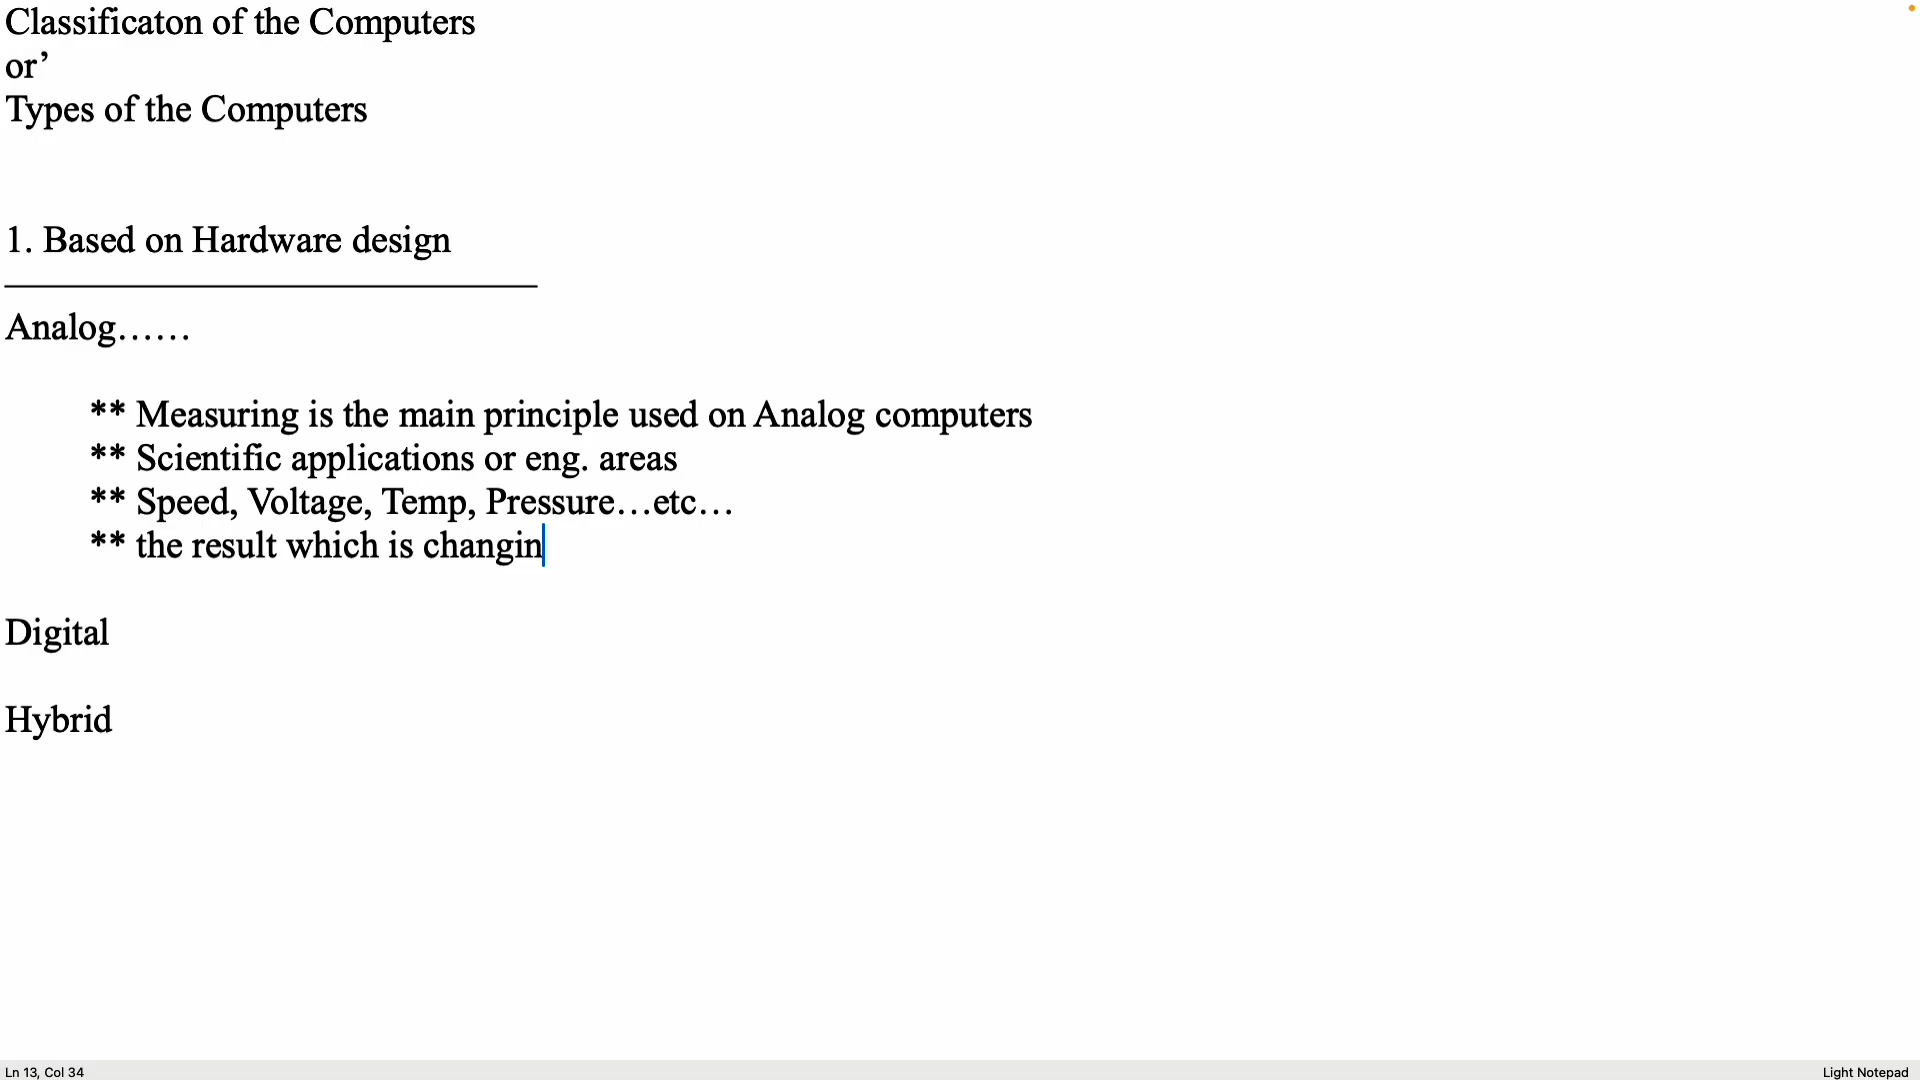 Classificaton of the Computers
or’
Types of the Computers
1. Based on Hardware design
Analog……
** Measuring is the main principle used on Analog computers
** Scientific applications or eng. areas
** Speed, Voltage, Temp, Pressure…etc…
** the result which is changin
Digital
Hybrid
Ln 13, Col 34
Light Notepad